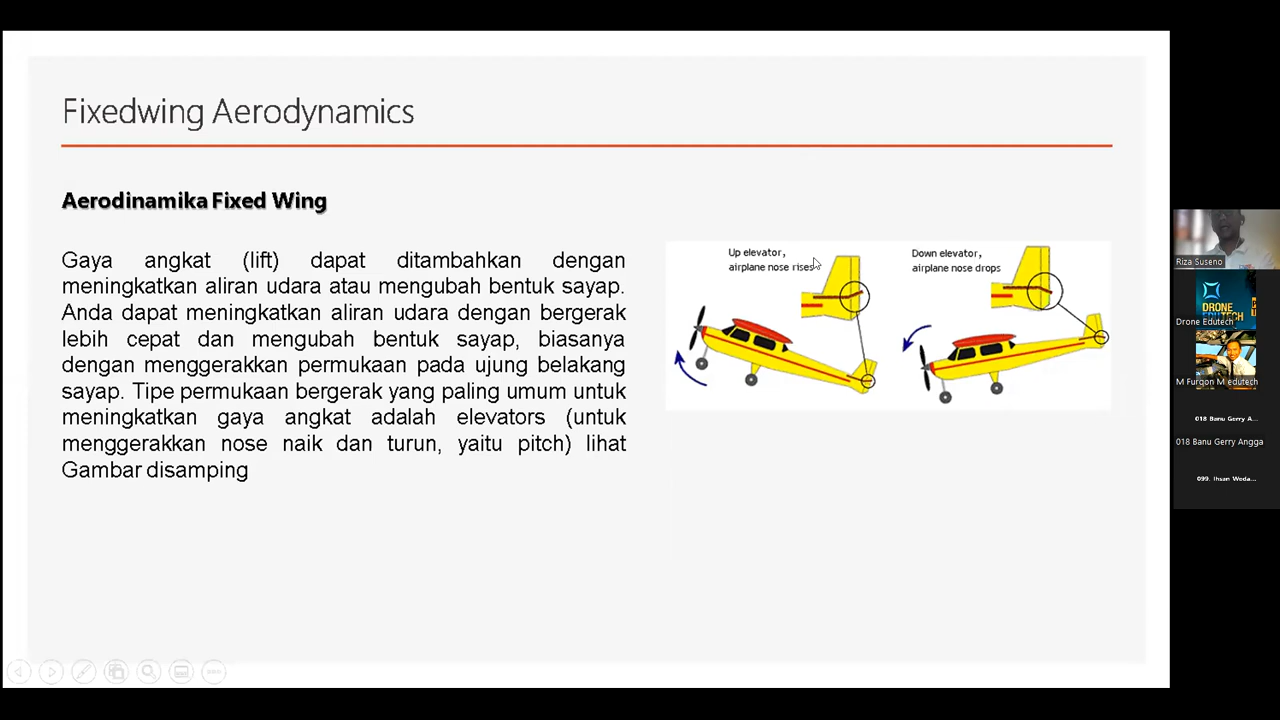 Fixedwing Aerodynamics
Aerodinamika Fixed Wing
Gaya angkat (lift) dapat ditambahkan dengan
meningkatkan aliran udara atau mengubah bentuk sayap.
Anda dapat meningkatkan aliran udara dengan bergerak
lebih cepat dan mengubah bentuk sayap, biasanya
dengan menggerakkan permukaan pada ujung belakang
sayap. Tipe permukaan bergerak yang paling umum untuk
meningkatkan gaya angkat adalah elevators (untuk
menggerakkan nose naik dan turun, yaitu pitch) lihat
Gambar disamping
Up elevator,
airplane nose rises
Down elevator,
airplane nose drops
Riza Suseno
DRONE
EDUTECH
Drone Edutech
M Furqon M edutech
018 Banu Gerry A...
018 Banu Gerry Angga
099. Ihsan Weda...